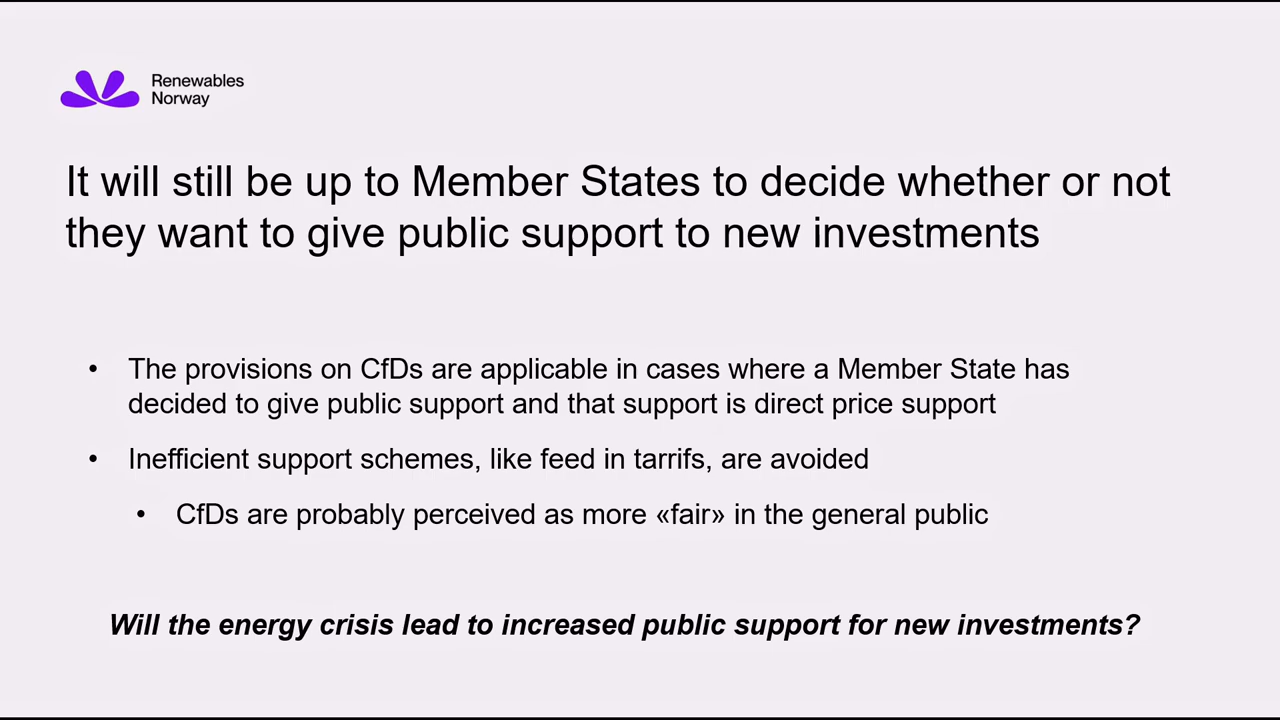 Renewables
Norway
It will still be up to Member States to decide whether or not
they want to give public support to new investments
• The provisions on CfDs are applicable in cases where a Member State has
decided to give public support and that support is direct price support
• Inefficient support schemes, like feed in tarrifs, are avoided
• CfDs are probably perceived as more «fair» in the general public
Will the energy crisis lead to increased public support for new investments?